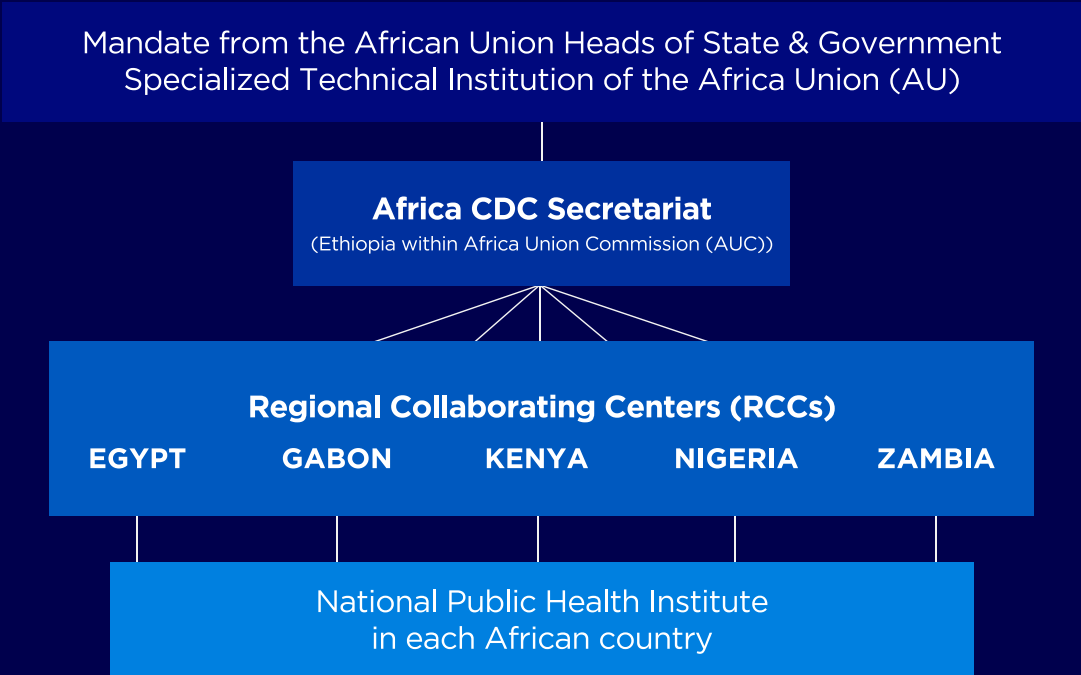 Mandate from the African Union Heads of State & Government
Specialized Technical Institution of the Africa Union (AU)
Africa CDC Secretariat
(Ethiopia within Africa Union Commission (AUC))
Regional Collaborating Centers (RCCs)
EGYPT GABON KENYA NIGERIA ZAMBIA
National Public Health Institute
in each African country